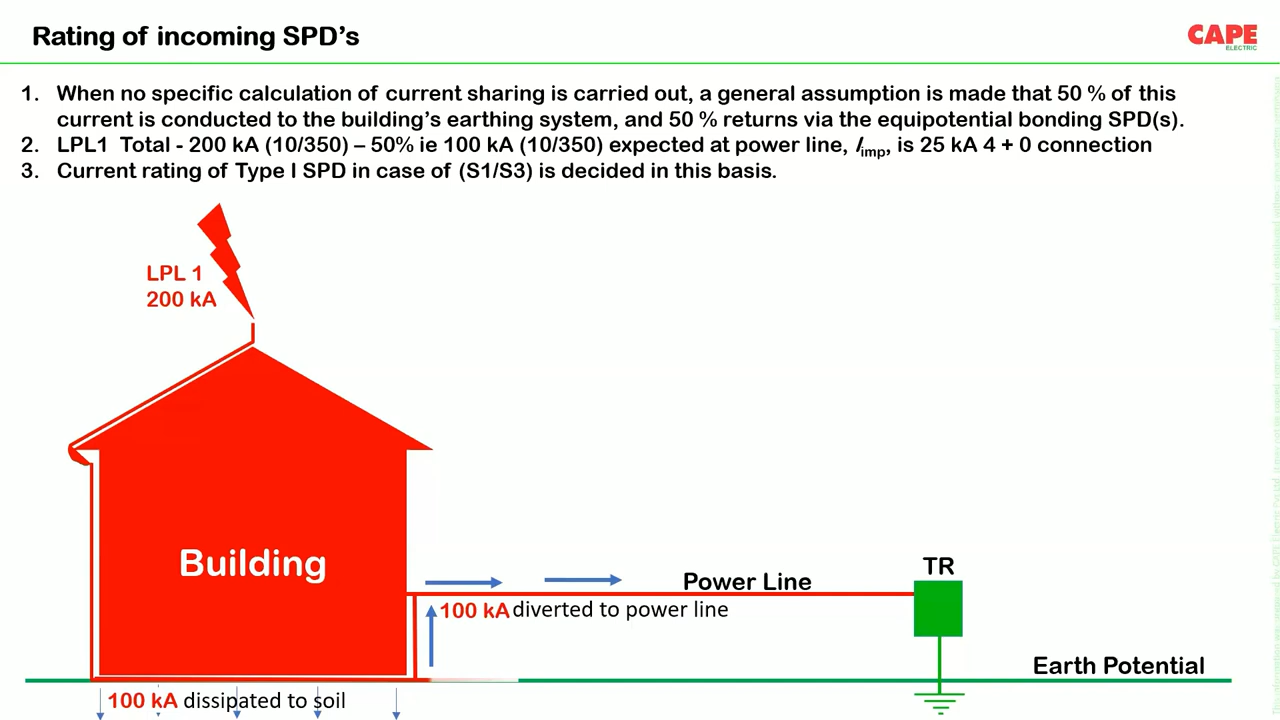 Rating of incoming SPD’s
CAPE
ELECTRIC
1. When no specific calculation of current sharing is carried out, a general assumption is made that 50 % of this
current is conducted to the building’s earthing system, and 50 % returns via the equipotential bonding SPD(s).
2. LPL1 Total - 200 kA (10/350) – 50% ie 100 kA (10/350) expected at power line, Iimp, is 25 kA 4 + 0 connection
3. Current rating of Type I SPD in case of (S1/S3) is decided in this basis.
LPL 1
200 kA
Building
TR
Power Line
100 kA diverted to power line
Earth Potential
100 kA dissipated to soil